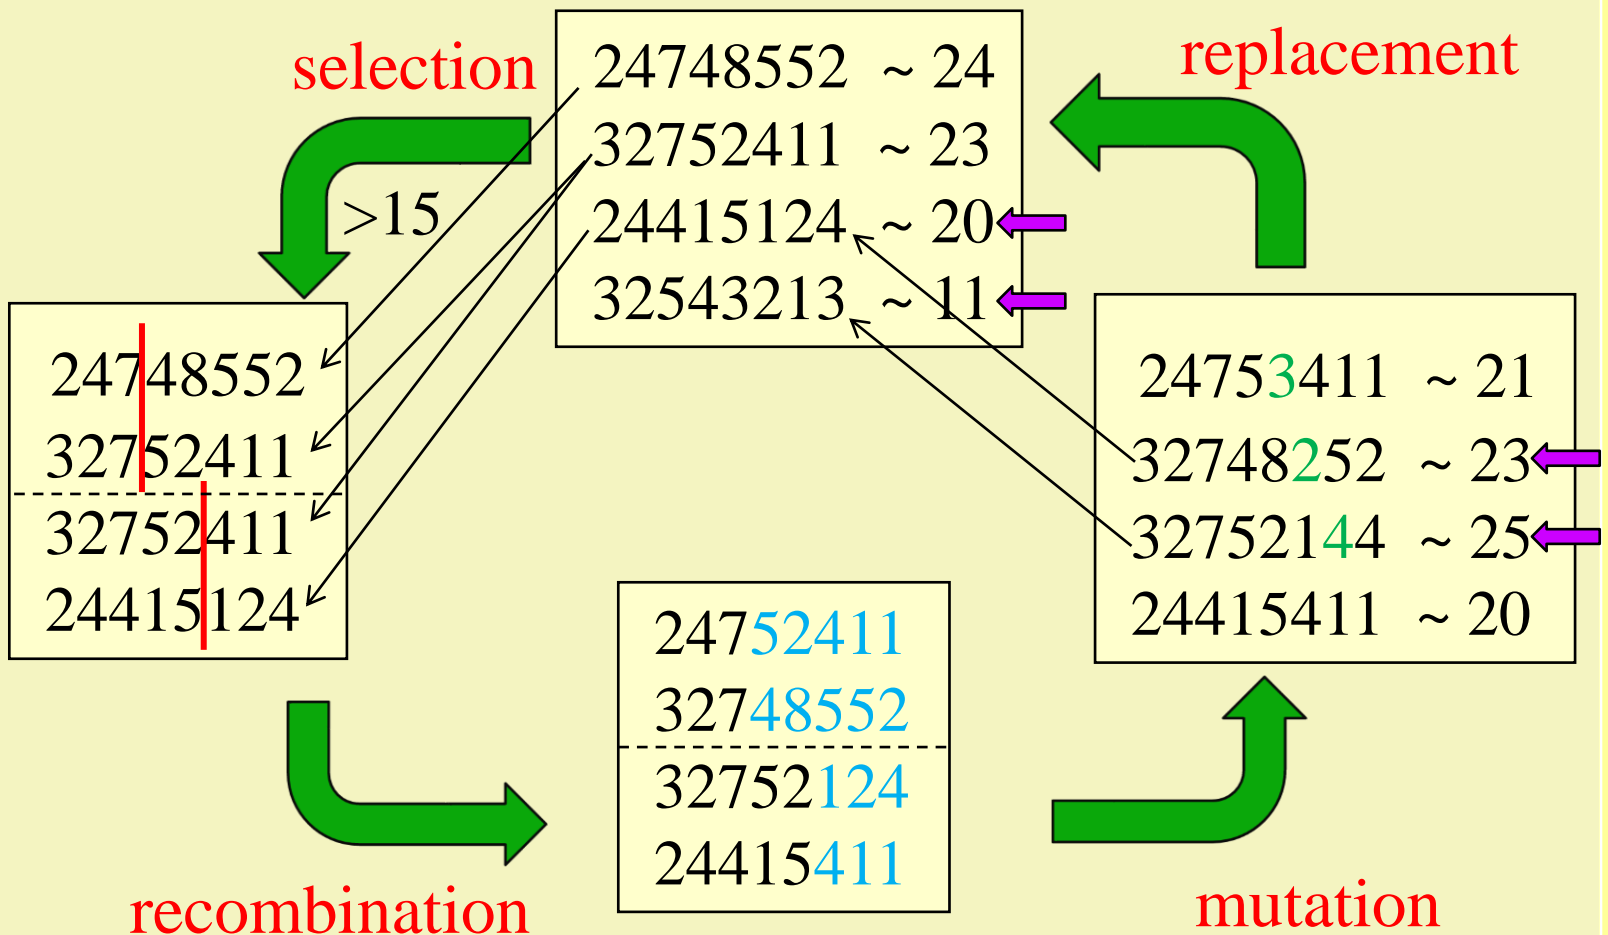 selection
24748552 ~ 24
32752411 ~ 23
24415124 ~ 20
32543213 ~ 11
replacement
>15
24748552
32752411
32752411
24415124
24753411 ~ 21
32748252 ~ 23
32752144 ~ 25
24415411 ~ 20
24752411
32748552
32752124
24415411
recombination
mutation